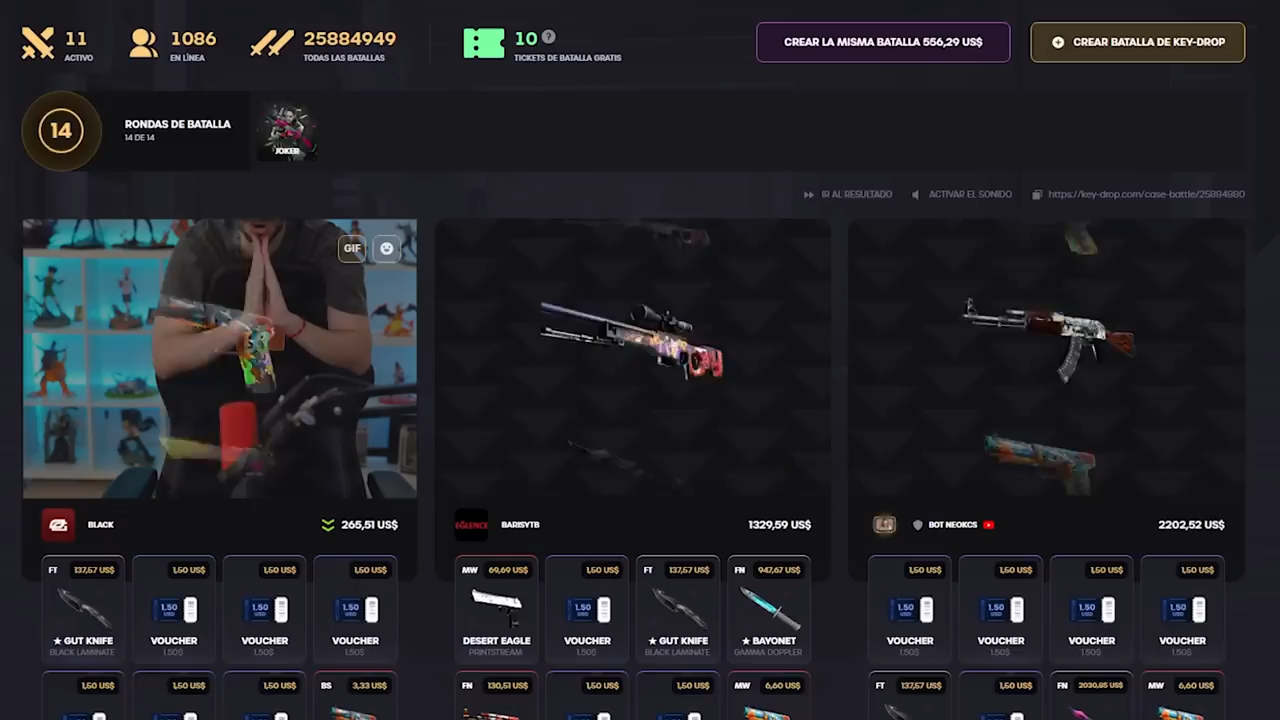 11
ACTIVO
1086
EN LÍNEA
25884949
TODAS LAS BATALLAS
10 ?
TICKETS DE BATALLA GRATIS
CREAR LA MISMA BATALLA 556,29 US$
CREAR BATALLA DE KEY-DROP
14
RONDAS DE BATALLA
14 DE 14
JOKER
IR AL RESULTADO
ACTIVAR EL SONIDO
https://key-drop.com/case-battle/25884880
GIF
BLACK
265,51 US$
EGLENCE
BARISYTB
1329,59 US$
BOT NEOKCS
2202,52 US$
FT 137,57 US$
1,50 US$
1,50 US$
1,50 US$
MW 69,69 US$
1,50 US$
FT 137,57 US$
FN 947,67 US$
1,50 US$
1,50 US$
1,50 US$
1,50 US$
1.50 USD
1.50 USD
1.50 USD
1.50 USD
1.50 USD
1.50 USD
1.50 USD
1.50 USD
★ GUT KNIFE
VOUCHER
VOUCHER
VOUCHER
DESERT EAGLE
VOUCHER
★ GUT KNIFE
★ BAYONET
VOUCHER
VOUCHER
VOUCHER
VOUCHER
BLACK LAMINATE
1.50$
1.50$
1.50$
PRINTSTREAM
1.50$
BLACK LAMINATE
GAMMA DOPPLER
1.50$
1.50$
1.50$
1.50$
1,50 US$
1,50 US$
1,50 US$
BS 3,33 US$
FN 130,51 US$
1,50 US$
1,50 US$
MW 6,60 US$
FT 137,57 US$
1,50 US$
FN 2030,85 US$
MW 6,60 US$